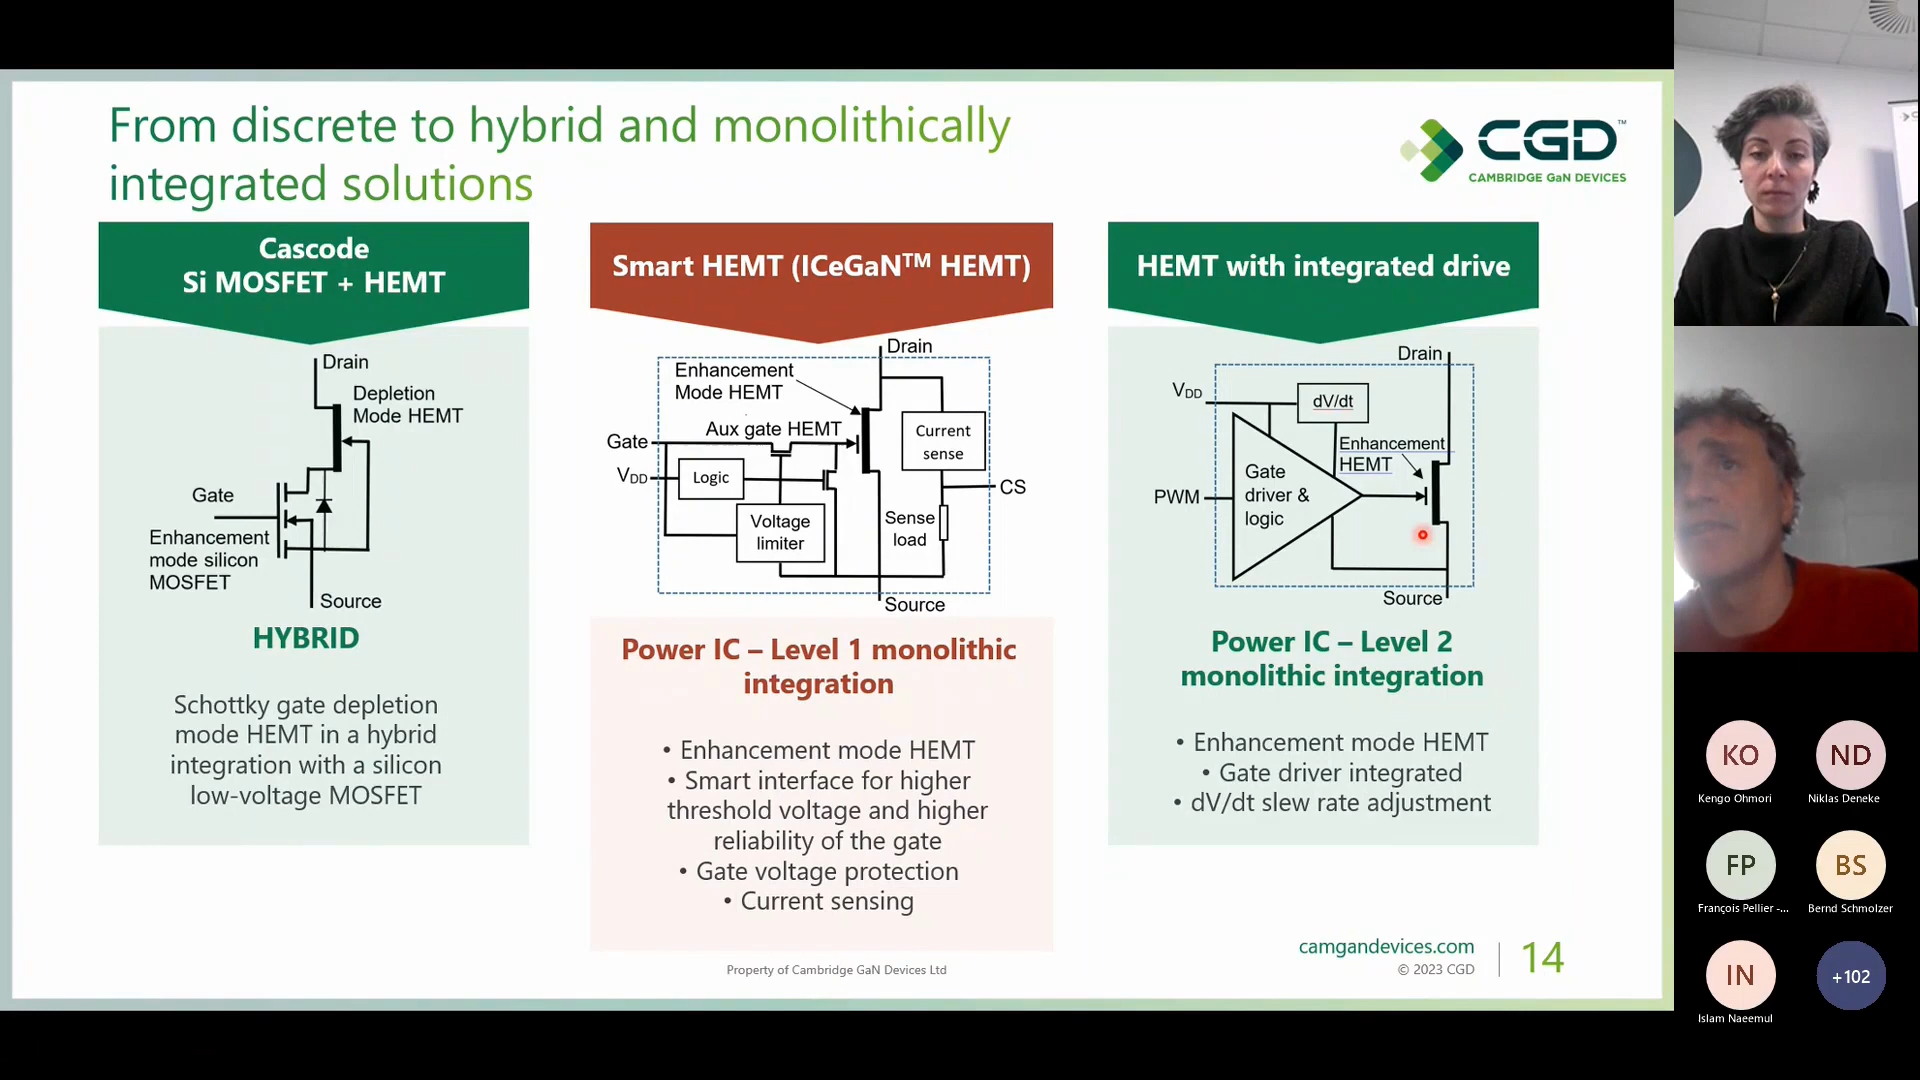 From discrete to hybrid and monolithically
integrated solutions
CGD™
CAMBRIDGE GaN DEVICES
Cascode
Si MOSFET + HEMT
Drain
Depletion
Mode HEMT
Gate
Enhancement
mode silicon
MOSFET
Source
HYBRID
Schottky gate depletion
mode HEMT in a hybrid
integration with a silicon
low-voltage MOSFET
Smart HEMT (ICeGaN™ HEMT)
Drain
Enhancement
Mode HEMT
Aux gate HEMT
Current
sense
Gate
VDD
Logic
CS
Voltage
limiter
Sense
load
Source
Power IC – Level 1 monolithic
integration
• Enhancement mode HEMT
• Smart interface for higher
threshold voltage and higher
reliability of the gate
• Gate voltage protection
• Current sensing
HEMT with integrated drive
Drain
VDD
dV/dt
Enhancement
HEMT
Gate
driver &
logic
PWM
Source
Power IC – Level 2
monolithic integration
• Enhancement mode HEMT
• Gate driver integrated
• dV/dt slew rate adjustment
Property of Cambridge GaN Devices Ltd
camgandevices.com
© 2023 CGD
14
KO
Kengo Ohmori
ND
Niklas Deneke
FP
François Pellier -...
BS
Bernd Schmolzer
IN
Islam Naeemul
+102